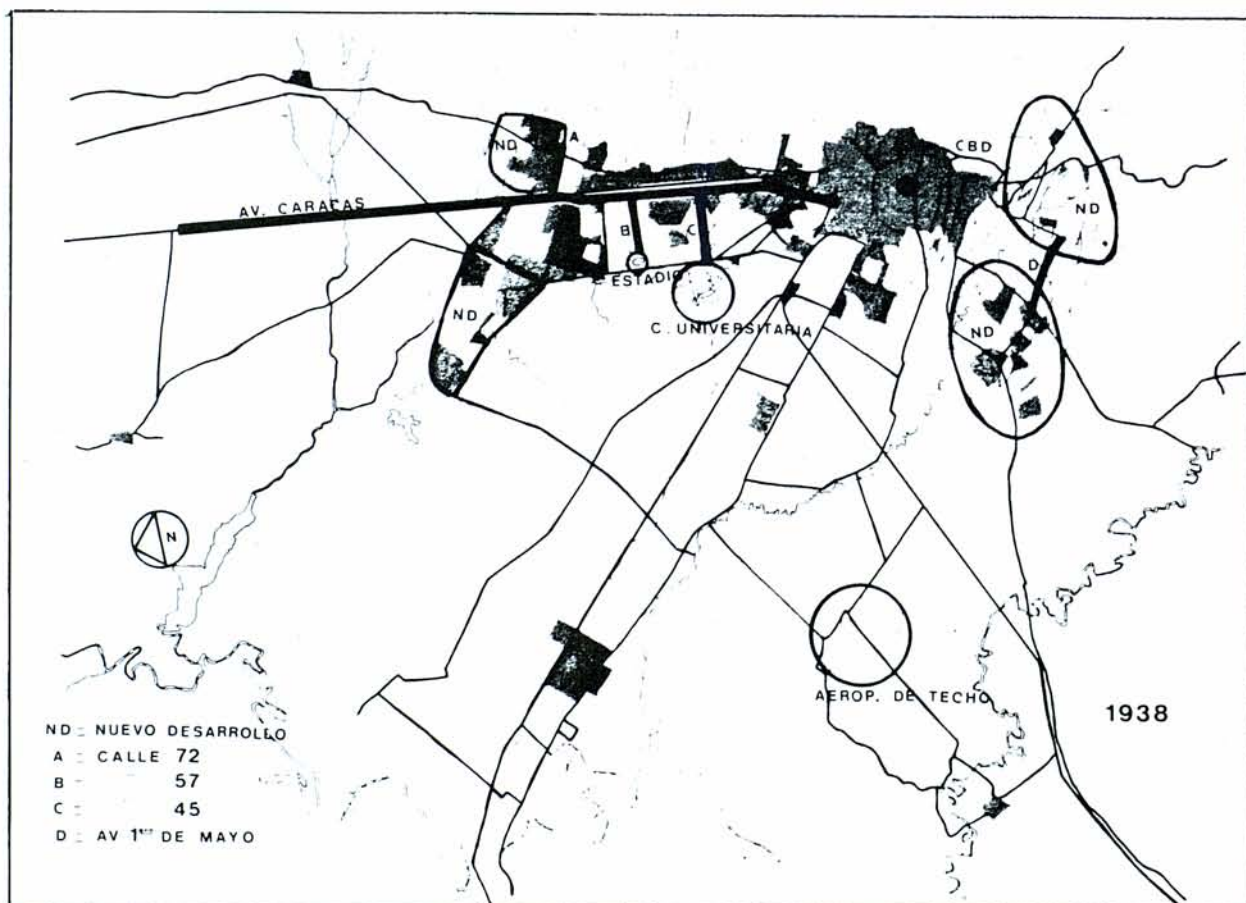 CBD
A
ND
ND
AV. CARACAS
B
C
D
ESTADIO
ND
C. UNIVERSITARIA
ND
N
AEROP. DE TECHO
1938
ND = NUEVO DESARROLLO
A = CALLE 72
B = 57
C = 45
D = AV 1º DE MAYO